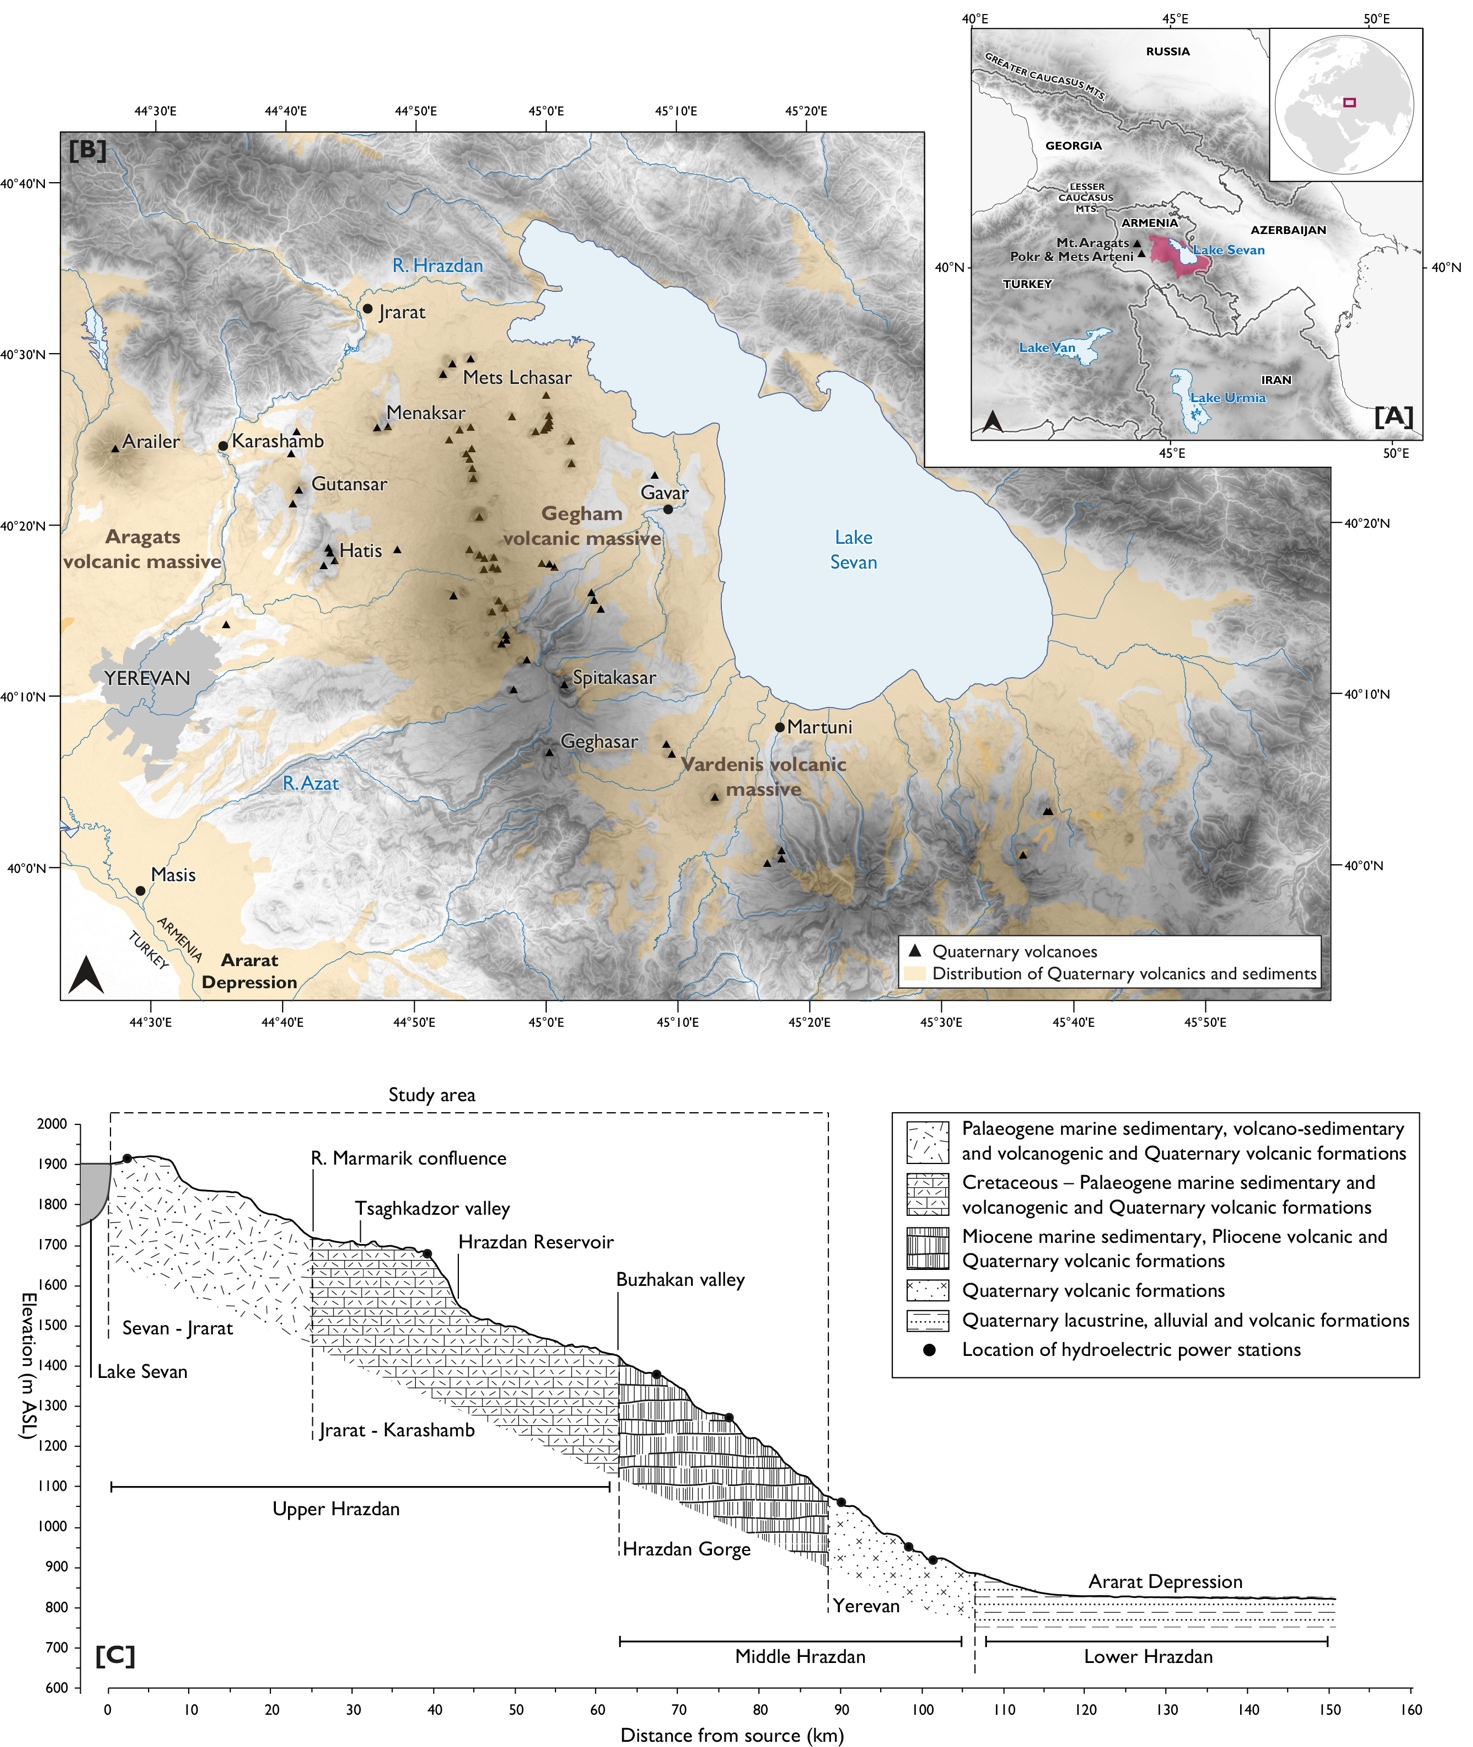 40°E
45°E
50°E
RUSSIA
GREATER CAUCASUS MTS.
GEORGIA
LESSER
CAUCASUS
MTS.
ARMENIA
AZERBAIJAN
Mt. Aragats
Lake Sevan
Pokr & Mets Arteni
40°N
40°N
TURKEY
Lake Van
IRAN
Lake Urmia
[A]
45°E
50°E
44°30'E
44°40'E
44°50'E
45°0'E
45°10'E
45°20'E
[B]
40°40'N
R. Hrazdan
Jrarat
40°30'N
Mets Lchasar
Menaksar
Arailer
Karashamb
Gutansar
Gavar
40°20'N
40°20'N
Aragats
volcanic massive
Gegham
volcanic massive
Hatis
Lake
Sevan
YEREVAN
Spitakasar
40°10'N
40°10'N
Martuni
Geghasar
Vardenis volcanic
massive
R. Azat
40°0'N
40°0'N
Masis
ARMENIA
TURKEY
Ararat
Depression
Quaternary volcanoes
Distribution of Quaternary volcanics and sediments
44°30'E
44°40'E
44°50'E
45°0'E
45°10'E
45°20'E
45°30'E
45°40'E
45°50'E
Study area
2000
1900
1800
1700
1600
1500
1400
1300
1200
1100
1000
900
800
700
600
Elevation (m ASL)
R. Marmarik confluence
Tsaghkadzor valley
Hrazdan Reservoir
Buzhakan valley
Sevan - Jrarat
Lake Sevan
Jrarat - Karashamb
Upper Hrazdan
Hrazdan Gorge
Yerevan
Ararat Depression
Middle Hrazdan
Lower Hrazdan
[C]
0
10
20
30
40
50
60
70
80
90
100
110
120
130
140
150
160
Distance from source (km)
Palaeogene marine sedimentary, volcano-sedimentary
and volcanogenic and Quaternary volcanic formations
Cretaceous – Palaeogene marine sedimentary and
volcanogenic and Quaternary volcanic formations
Miocene marine sedimentary, Pliocene volcanic and
Quaternary volcanic formations
Quaternary volcanic formations
Quaternary lacustrine, alluvial and volcanic formations
Location of hydroelectric power stations